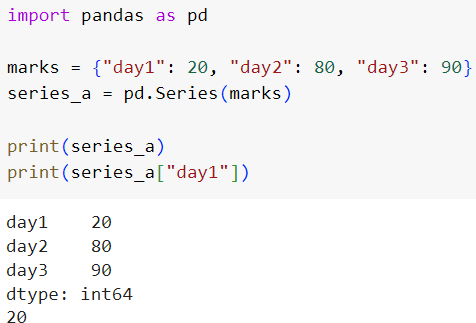 import pandas as pd
marks = {"day1": 20, "day2": 80, "day3": 90}
series_a = pd.Series(marks)
print(series_a)
print(series_a["day1"])
day1    20
day2    80
day3    90
dtype: int64
20